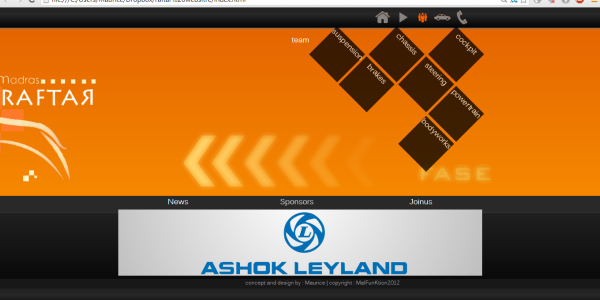 team
suspension
brakes
chassis
steering
cockpit
powertrain
bodyworks
Madras
RAFTAR
FASE
News Sponsors Joinus
L
ASHOK LEYLAND
concept and design by : Maurice | copyright : MalFunKtion2012